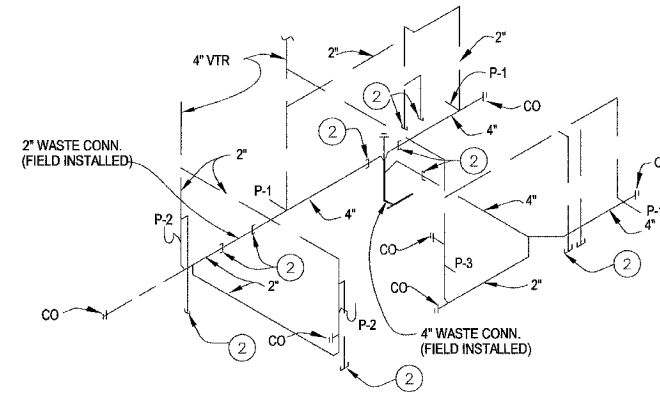 4" VTR
2"
2"
P-1
2
CO
2
4"
2" WASTE CONN.
(FIELD INSTALLED)
2"
2
P-1
4"
4"
C
P-1
4"
P-2
CO
P-3
2
2"
CO
2"
2
CO
P-2
CO
4" WASTE CONN.
(FIELD INSTALLED)
2
2